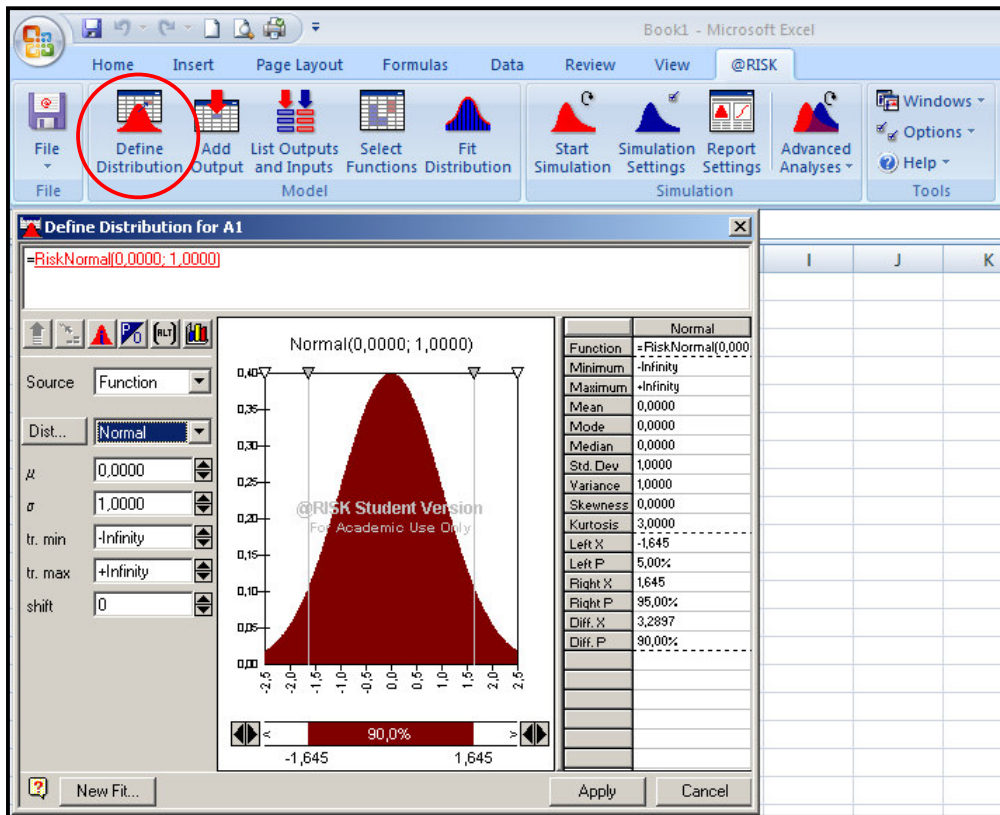 Book1 - Microsoft Excel
Home Insert Page Layout Formulas Data Review View @RISK
File
Define Distribution
Add Output
List Outputs and Inputs
Select Functions
Fit Distribution
Start Simulation
Simulation Settings
Report Settings
Advanced Analyses
Windows
Options
Help
File Model Simulation Tools
Define Distribution for A1
=RiskNormal(0,0000; 1,0000)
I J K
Source Function
Dist... Normal
μ 0,0000
σ 1,0000
tr. min -Infinity
tr. max +Infinity
shift 0
Normal(0,0000; 1,0000)
0,40
0,35
0,30
0,25
0,20
0,15
0,10
0,05
0,00
@RISK Student Version
For Academic Use Only
-2,5 -2,0 -1,5 -1,0 -0,5 0,0 0,5 1,0 1,5 2,0 2,5
< 90,0% >
-1,645 1,645
Normal
Function =RiskNormal(0,000
Minimum -Infinity
Maximum +Infinity
Mean 0,0000
Mode 0,0000
Median 0,0000
Std. Dev 1,0000
Variance 1,0000
Skewness 0,0000
Kurtosis 3,0000
Left X -1,645
Left P 5,00%
Right X 1,645
Right P 95,00%
Diff. X 3,2897
Diff. P 90,00%
New Fit... Apply Cancel